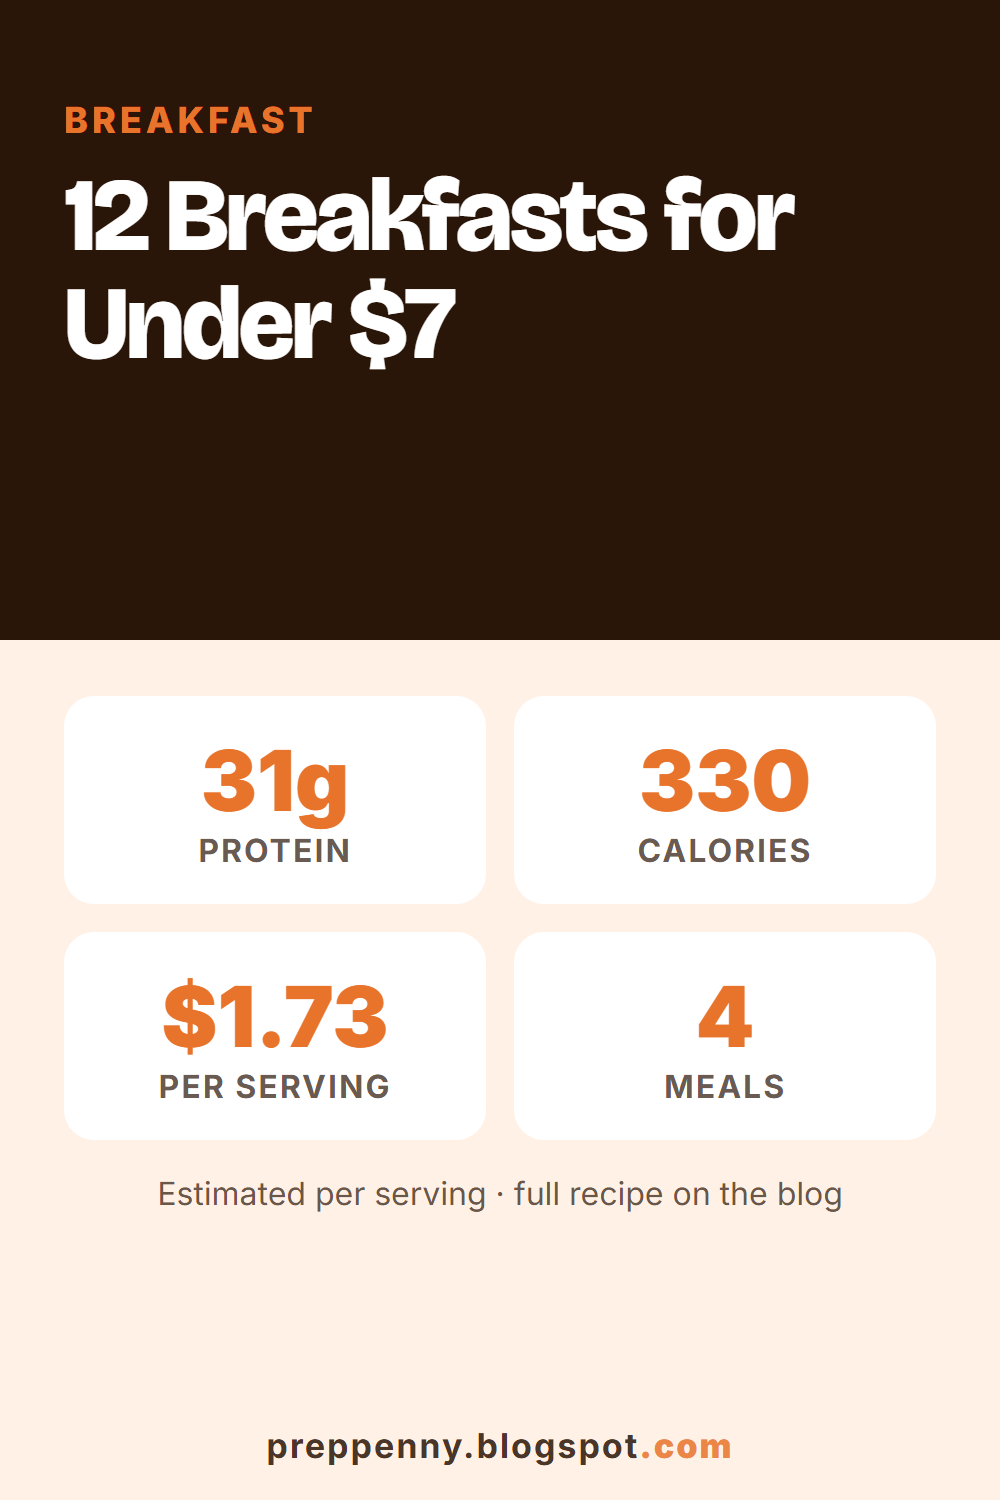 BREAKFAST
12 Breakfasts for
Under $7
31g
PROTEIN
330
CALORIES
$1.73
PER SERVING
4
MEALS
Estimated per serving · full recipe on the blog
preppenny.blogspot.com